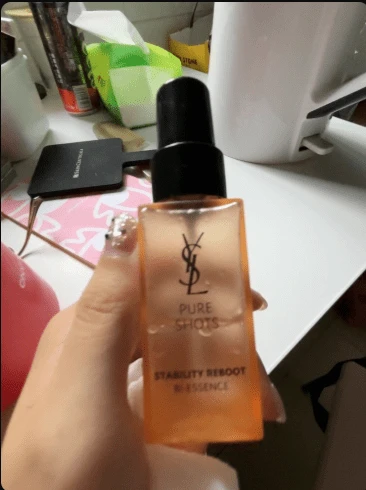 YSL
PURE
SHOTS
STABILITY REBOOT
BI-ESSENCE